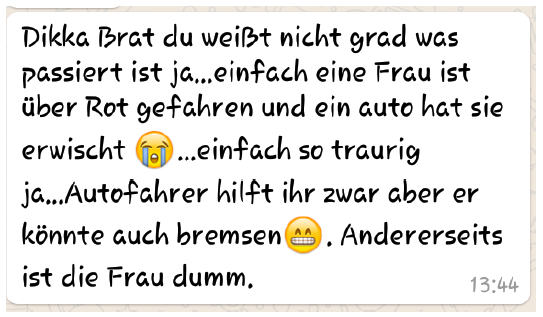 Dikka Brat du weißt nicht grad was
passiert ist ja...einfach eine Frau ist
über Rot gefahren und ein auto hat sie
erwischt 😭...einfach so traurig
ja...Autofahrer hilft ihr zwar aber er
könnte auch bremsen😁. Andererseits
ist die Frau dumm.
13:44